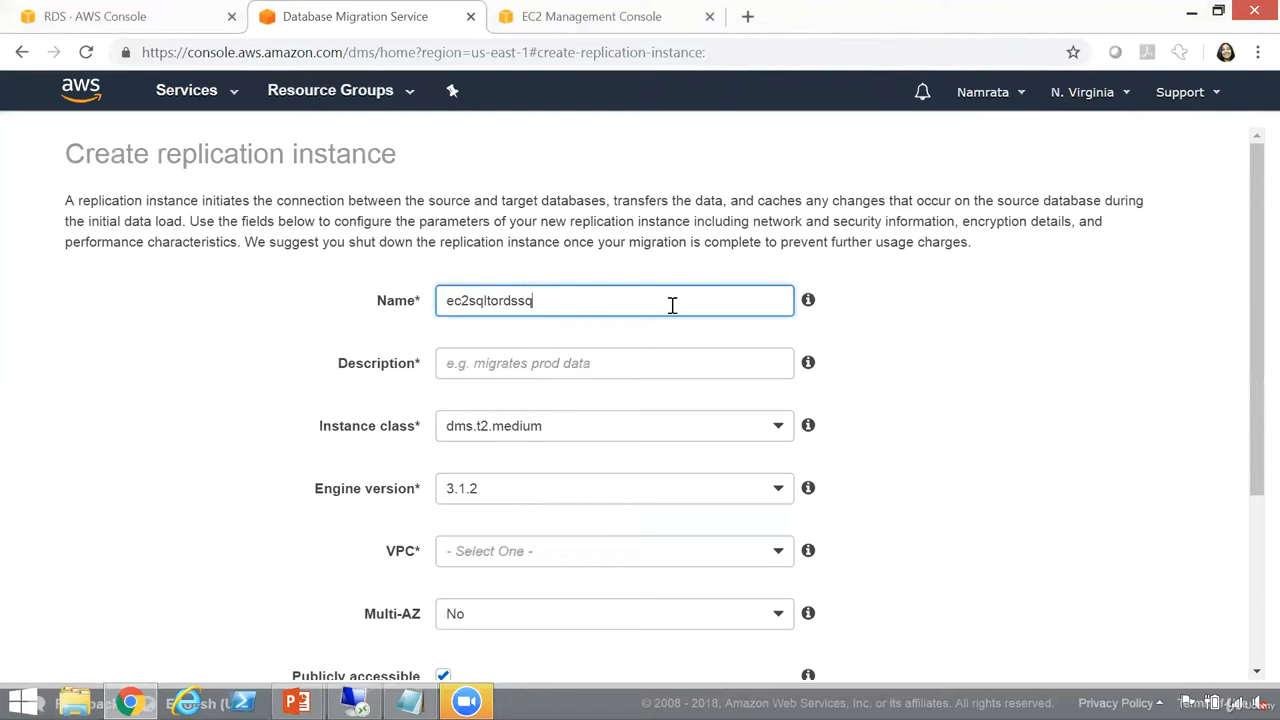 RDS · AWS Console
Database Migration Service
EC2 Management Console
https://console.aws.amazon.com/dms/home?region=us-east-1#create-replication-instance:
aws
Services
Resource Groups
Namrata
N. Virginia
Support
Create replication instance
A replication instance initiates the connection between the source and target databases, transfers the data, and caches any changes that occur on the source database during
the initial data load. Use the fields below to configure the parameters of your new replication instance including network and security information, encryption details, and
performance characteristics. We suggest you shut down the replication instance once your migration is complete to prevent further usage charges.
Name* ec2sqltordssq
Description* e.g. migrates prod data
Instance class* dms.t2.medium
Engine version* 3.1.2
VPC* - Select One -
Multi-AZ No
Publicly accessible
English (U
© 2008 - 2018, Amazon Web Services, Inc. or its affiliates. All rights reserved.
Privacy Policy